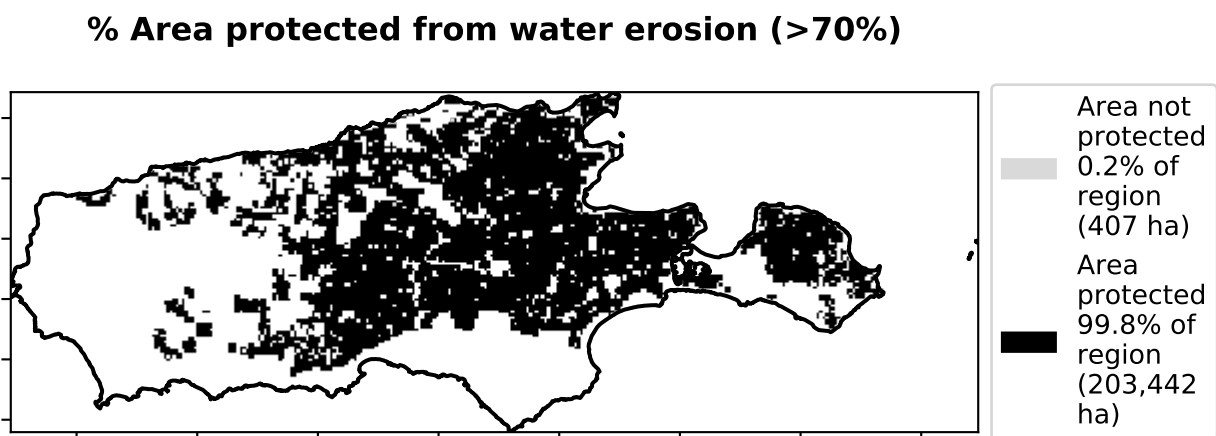 % Area protected from water erosion (>70%)
Area not
protected
0.2% of
region
(407 ha)
Area
protected
99.8% of
region
(203,442
ha)